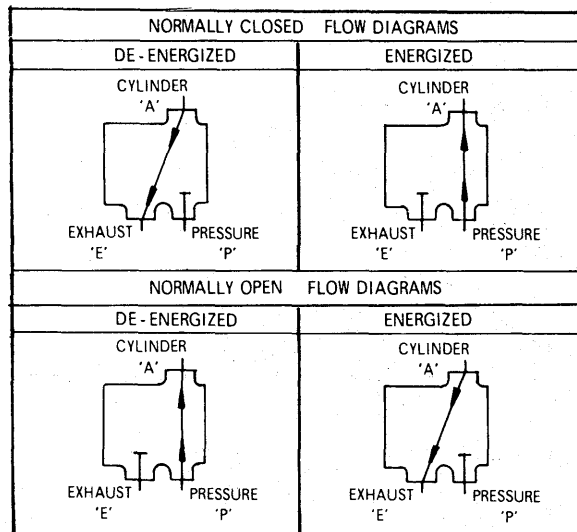 NORMALLY CLOSED FLOW DIAGRAMS
DE-ENERGIZED
ENERGIZED
CYLINDER
'A'
EXHAUST
'E'
PRESSURE
'P'
CYLINDER
'A'
EXHAUST
'E'
PRESSURE
'P'
NORMALLY OPEN FLOW DIAGRAMS
DE-ENERGIZED
ENERGIZED
CYLINDER
'A'
EXHAUST
'E'
PRESSURE
'P'
CYLINDER
'A'
EXHAUST
'E'
PRESSURE
'P'